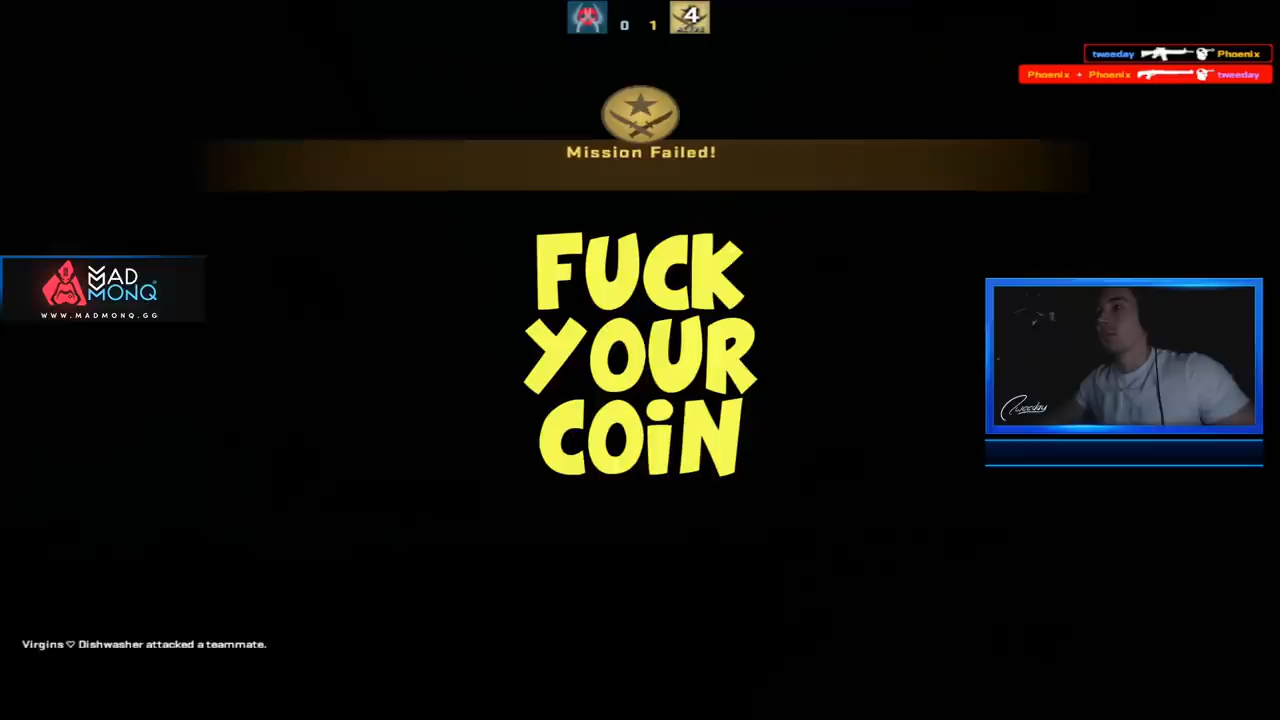 0 1 4
tweeday Phoenix
Phoenix + Phoenix tweeday
Mission Failed!
FUCK
YOUR
COiN
MAD
MONQ
WWW.MADMONQ.GG
Tweeday
Virgins ♡ Dishwasher attacked a teammate.